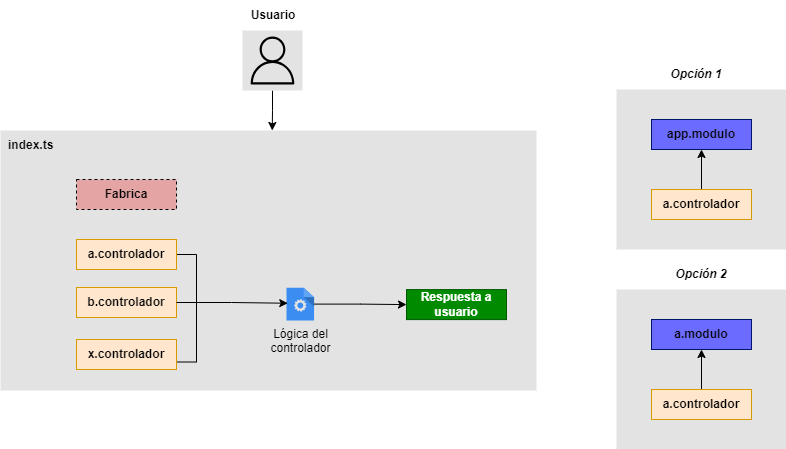 Usuario
index.ts
Fabrica
a.controlador
b.controlador
x.controlador
Lógica del
controlador
Respuesta a
usuario
Opción 1
app.modulo
a.controlador
Opción 2
a.modulo
a.controlador